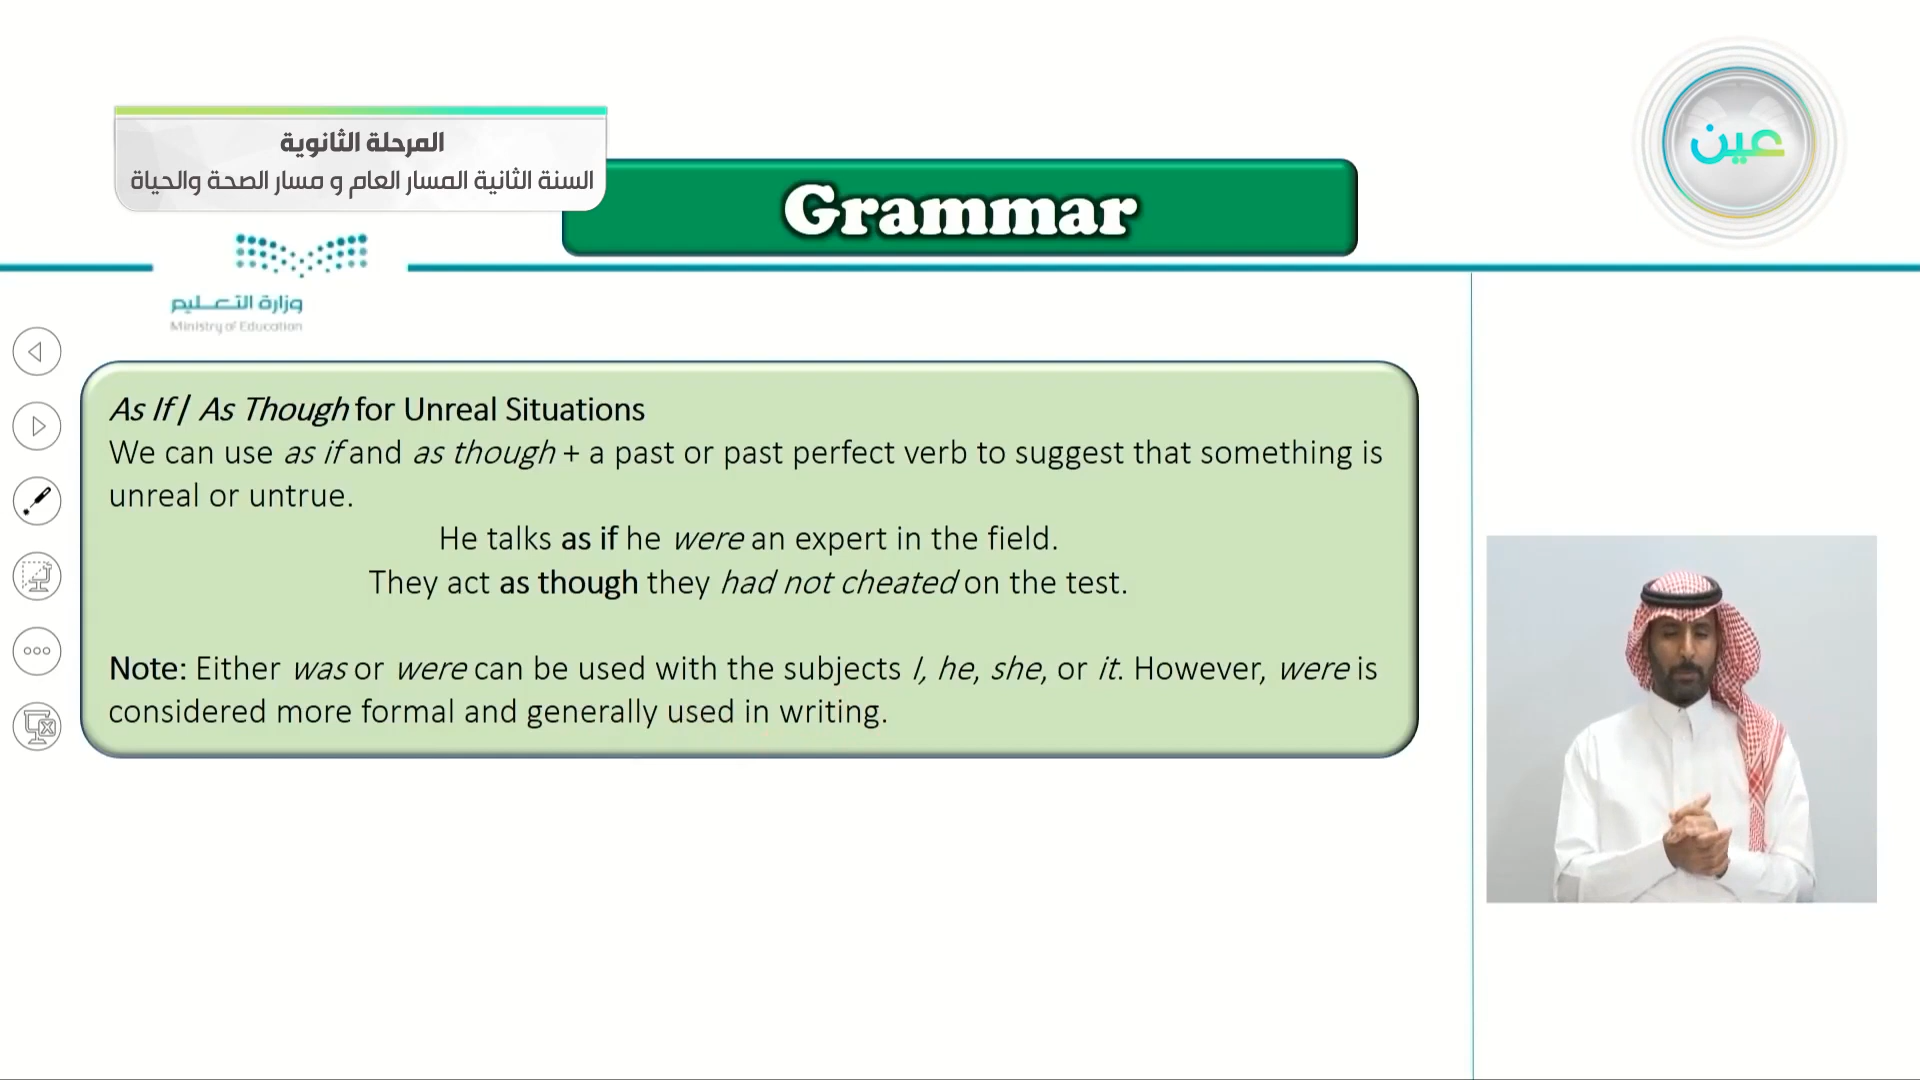 المرحلة الثانوية
السنة الثانية المسار العام و مسار الصحة والحياة
عين
Grammar
وزارة التعليم
Ministry of Education
As If / As Though for Unreal Situations
We can use as if and as though + a past or past perfect verb to suggest that something is
unreal or untrue.
He talks as if he were an expert in the field.
They act as though they had not cheated on the test.
Note: Either was or were can be used with the subjects I, he, she, or it. However, were is
considered more formal and generally used in writing.